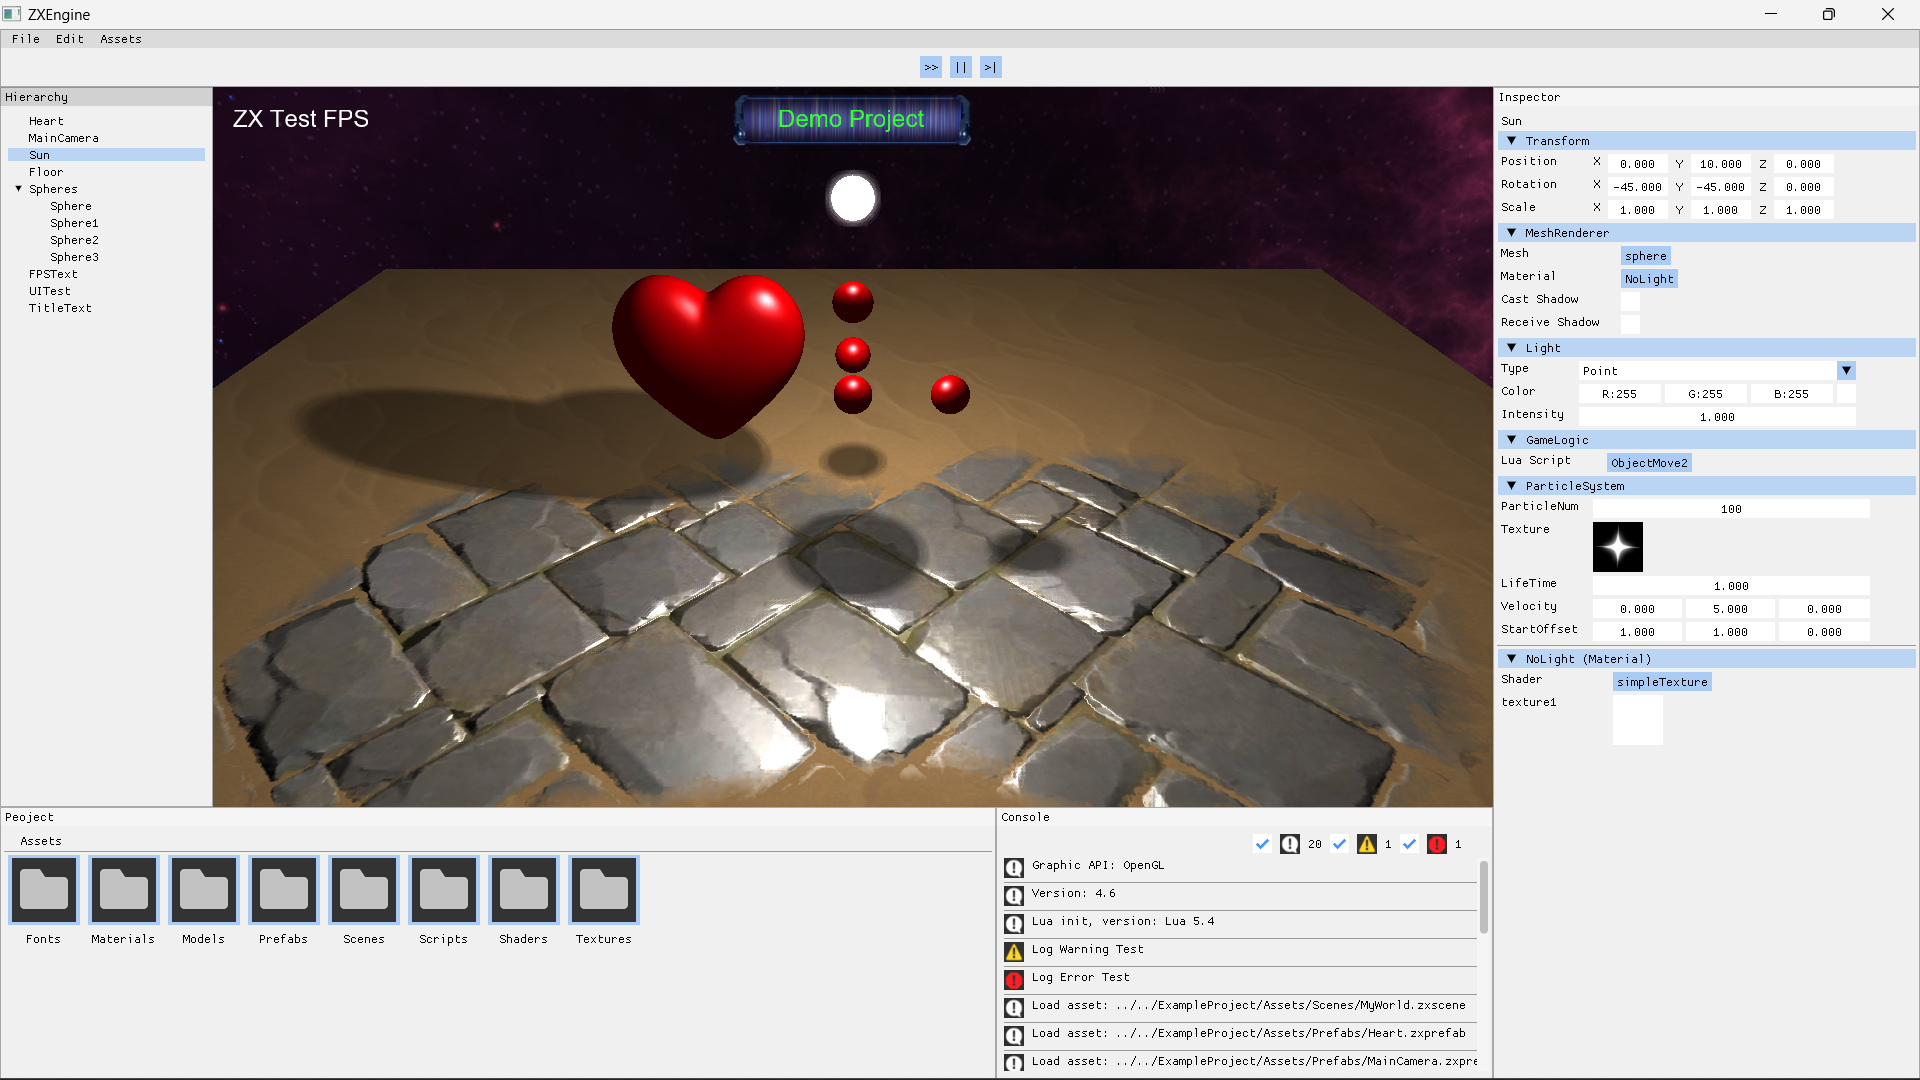 ZXEngine
File Edit Assets
>> || >|
Hierarchy
Heart
MainCamera
Sun
Floor
Spheres
Sphere
Sphere1
Sphere2
Sphere3
FPSText
UITest
TitleText
ZX Test FPS
Demo Project
Inspector
Sun
Transform
Position X 0.000 Y 10.000 Z 0.000
Rotation X -45.000 Y -45.000 Z 0.000
Scale X 1.000 Y 1.000 Z 1.000
MeshRenderer
Mesh sphere
Material NoLight
Cast Shadow
Receive Shadow
Light
Type Point
Color R:255 G:255 B:255
Intensity 1.000
GameLogic
Lua Script ObjectMove2
ParticleSystem
ParticleNum 100
Texture
LifeTime 1.000
Velocity 0.000 5.000 0.000
StartOffset 1.000 1.000 0.000
NoLight (Material)
Shader simpleTexture
texture1
Peoject
Assets
Fonts Materials Models Prefabs Scenes Scripts Shaders Textures
Console
20 1 1
Graphic API: OpenGL
Version: 4.6
Lua init, version: Lua 5.4
Log Warning Test
Log Error Test
Load asset: ../../ExampleProject/Assets/Scenes/MyWorld.zxscene
Load asset: ../../ExampleProject/Assets/Prefabs/Heart.zxprefab
Load asset: ../../ExampleProject/Assets/Prefabs/MainCamera.zxpre